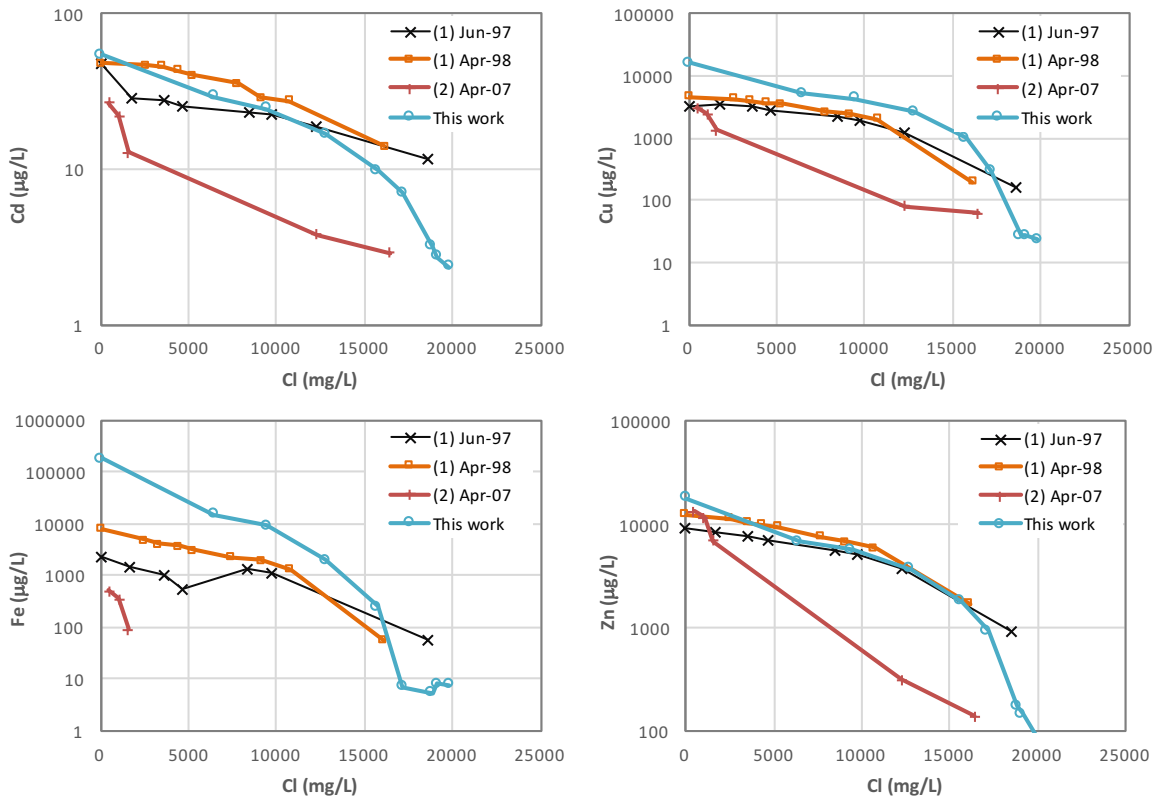 100
10
1
Cd (µg/L)
0 5000 10000 15000 20000 25000
Cl (mg/L)
(1) Jun-97
(1) Apr-98
(2) Apr-07
This work
100000
10000
1000
100
10
1
Cu (µg/L)
0 5000 10000 15000 20000 25000
Cl (mg/L)
(1) Jun-97
(1) Apr-98
(2) Apr-07
This work
1000000
100000
10000
1000
100
10
1
Fe (µg/L)
0 5000 10000 15000 20000 25000
Cl (mg/L)
(1) Jun-97
(1) Apr-98
(2) Apr-07
This work
100000
10000
1000
100
Zn (µg/L)
0 5000 10000 15000 20000 25000
Cl (mg/L)
(1) Jun-97
(1) Apr-98
(2) Apr-07
This work